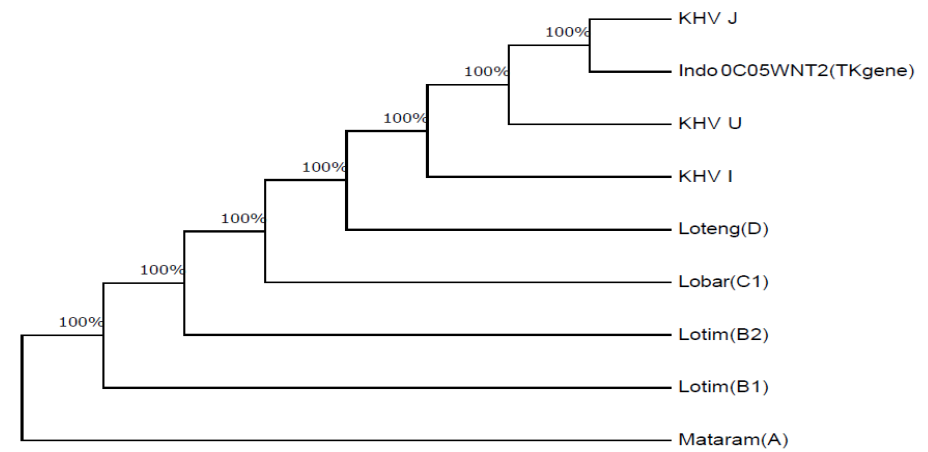 KHV J
100%
Indo 0C05WNT2(TKgene)
100%
KHV U
100%
KHV I
100%
Loteng(D)
100%
Lobar(C1)
100%
Lotim(B2)
100%
Lotim(B1)
Mataram(A)